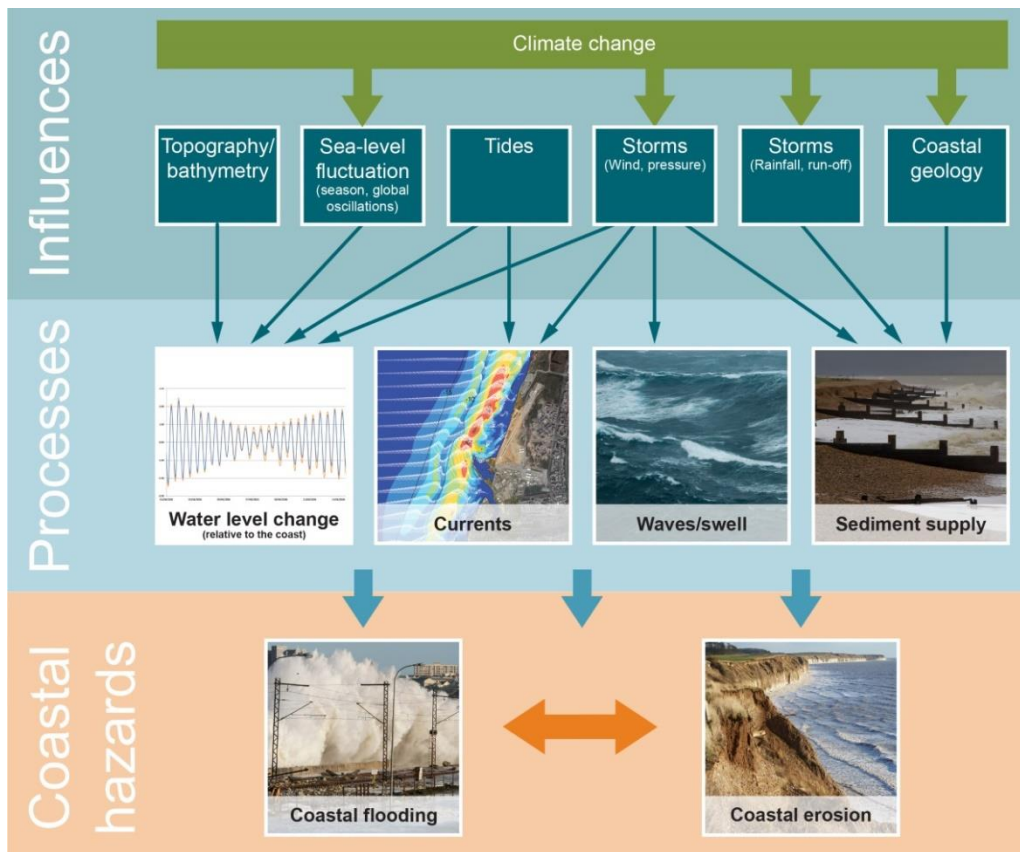 Influences
Climate change
Topography/
bathymetry
Sea-level
fluctuation
(season, global
oscillations)
Tides
Storms
(Wind, pressure)
Storms
(Rainfall, run-off)
Coastal
geology
Processes
Water level change
(relative to the coast)
Currents
Waves/swell
Sediment supply
Coastal
hazards
Coastal flooding
Coastal erosion